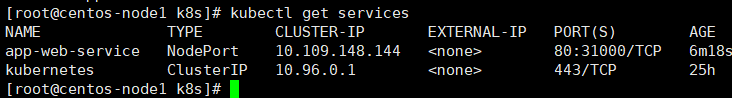 [root@centos-node1 k8s]# kubectl get services
NAME TYPE CLUSTER-IP EXTERNAL-IP PORT(S) AGE
app-web-service NodePort 10.109.148.144 <none> 80:31000/TCP 6m18s
kubernetes ClusterIP 10.96.0.1 <none> 443/TCP 25h
[root@centos-node1 k8s]#